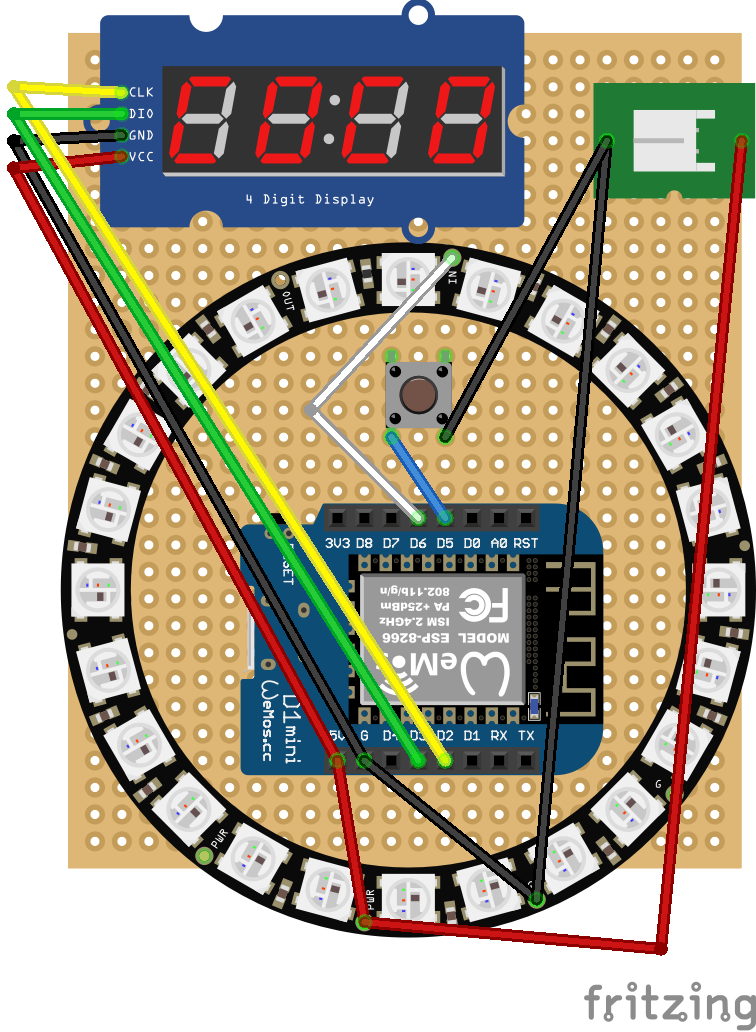 CLK
DIO
GND
VCC
4 Digit Display
IN
OUT
3V3 D8 D7 D6 D5 D0 A0 RST
RESET
802.11b/g/n
PA +25dBm
ISM 2.4GHz
MODEL ESP-8266
FC
WeMos
D1mini
WeMos.cc
5V G D4 D3 D2 D1 RX TX
G
PWR
PWR
G
fritzing